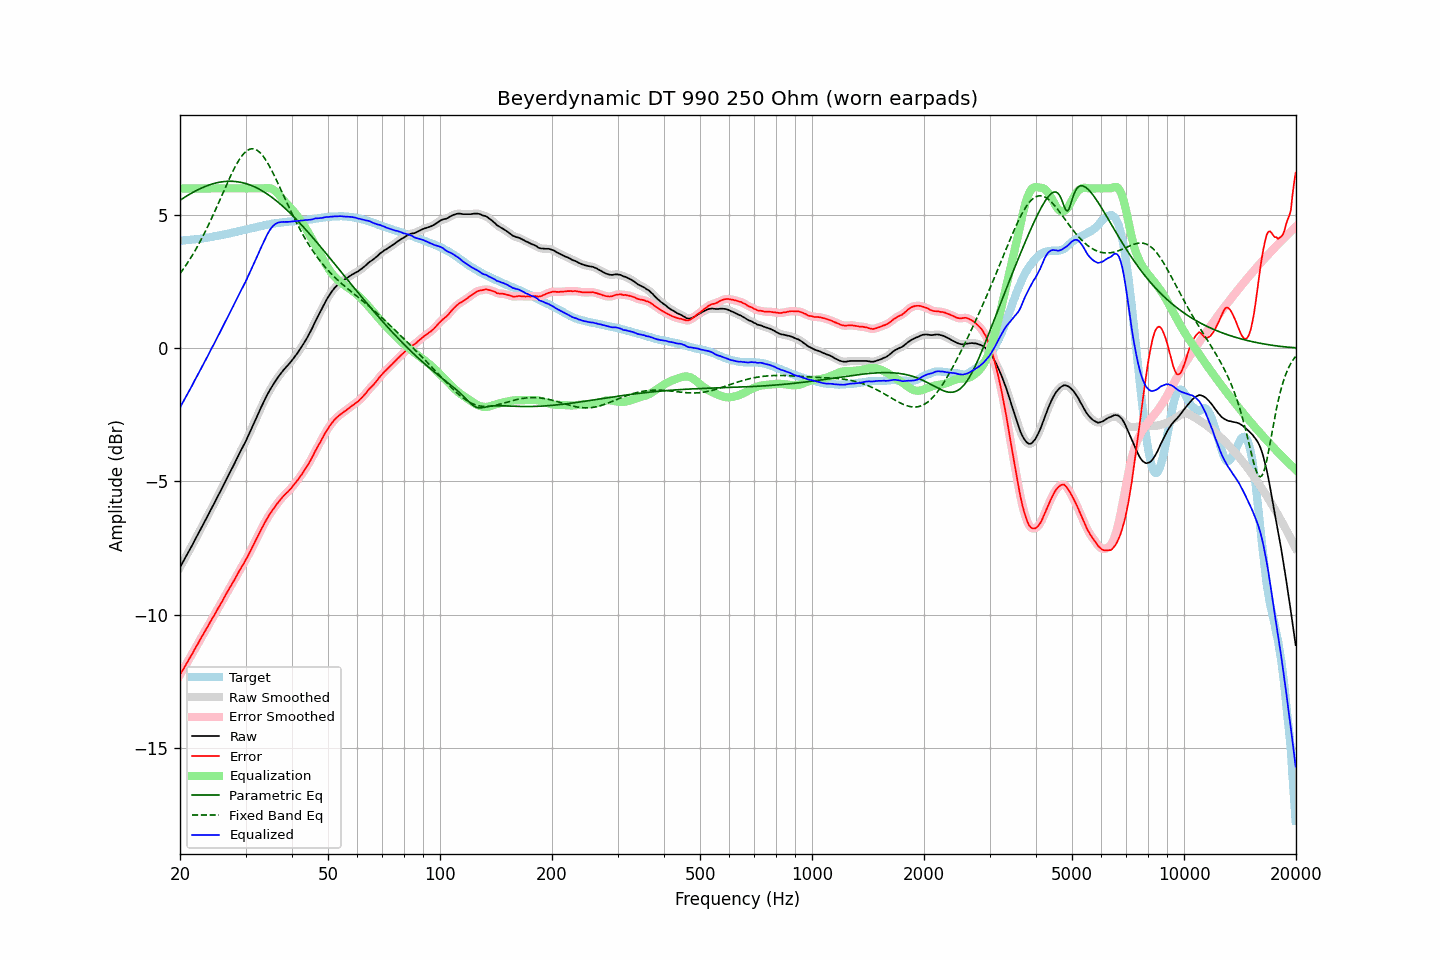 Beyerdynamic DT 990 250 Ohm (worn earpads)
Amplitude (dBr)
5
0
−5
−10
−15
Target
Raw Smoothed
Error Smoothed
Raw
Error
Equalization
Parametric Eq
Fixed Band Eq
Equalized
20 50 100 200 500 1000 2000 5000 10000 20000
Frequency (Hz)